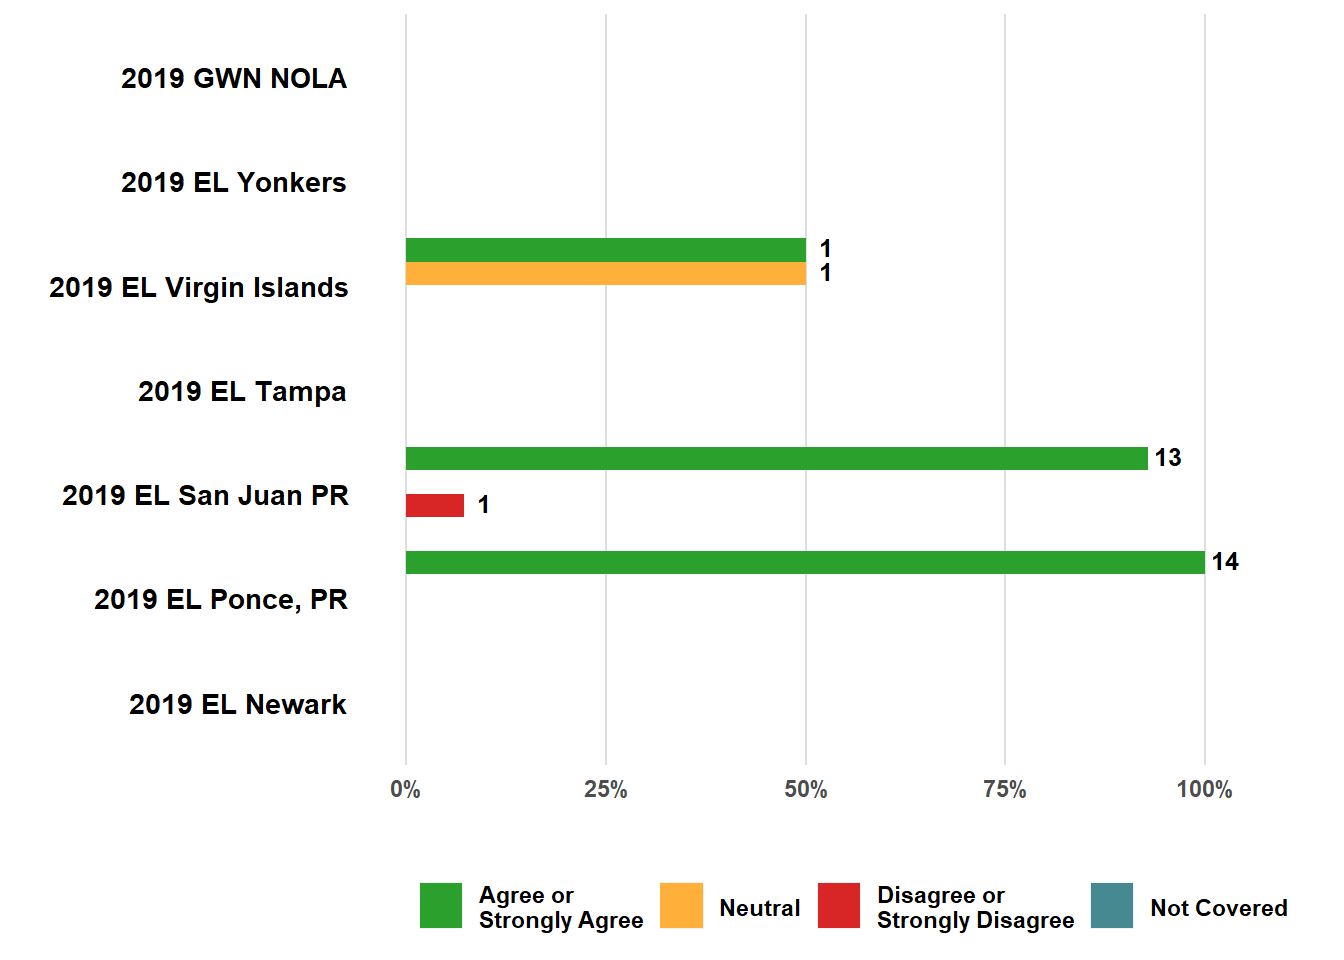 2019 GWN NOLA
2019 EL Yonkers
1
1
2019 EL Virgin Islands
2019 EL Tampa
13
2019 EL San Juan PR
1
14
2019 EL Ponce, PR
2019 EL Newark
0%
25%
50%
75%
100%
Agree or
Strongly Agree
Neutral
Disagree or
Strongly Disagree
Not Covered